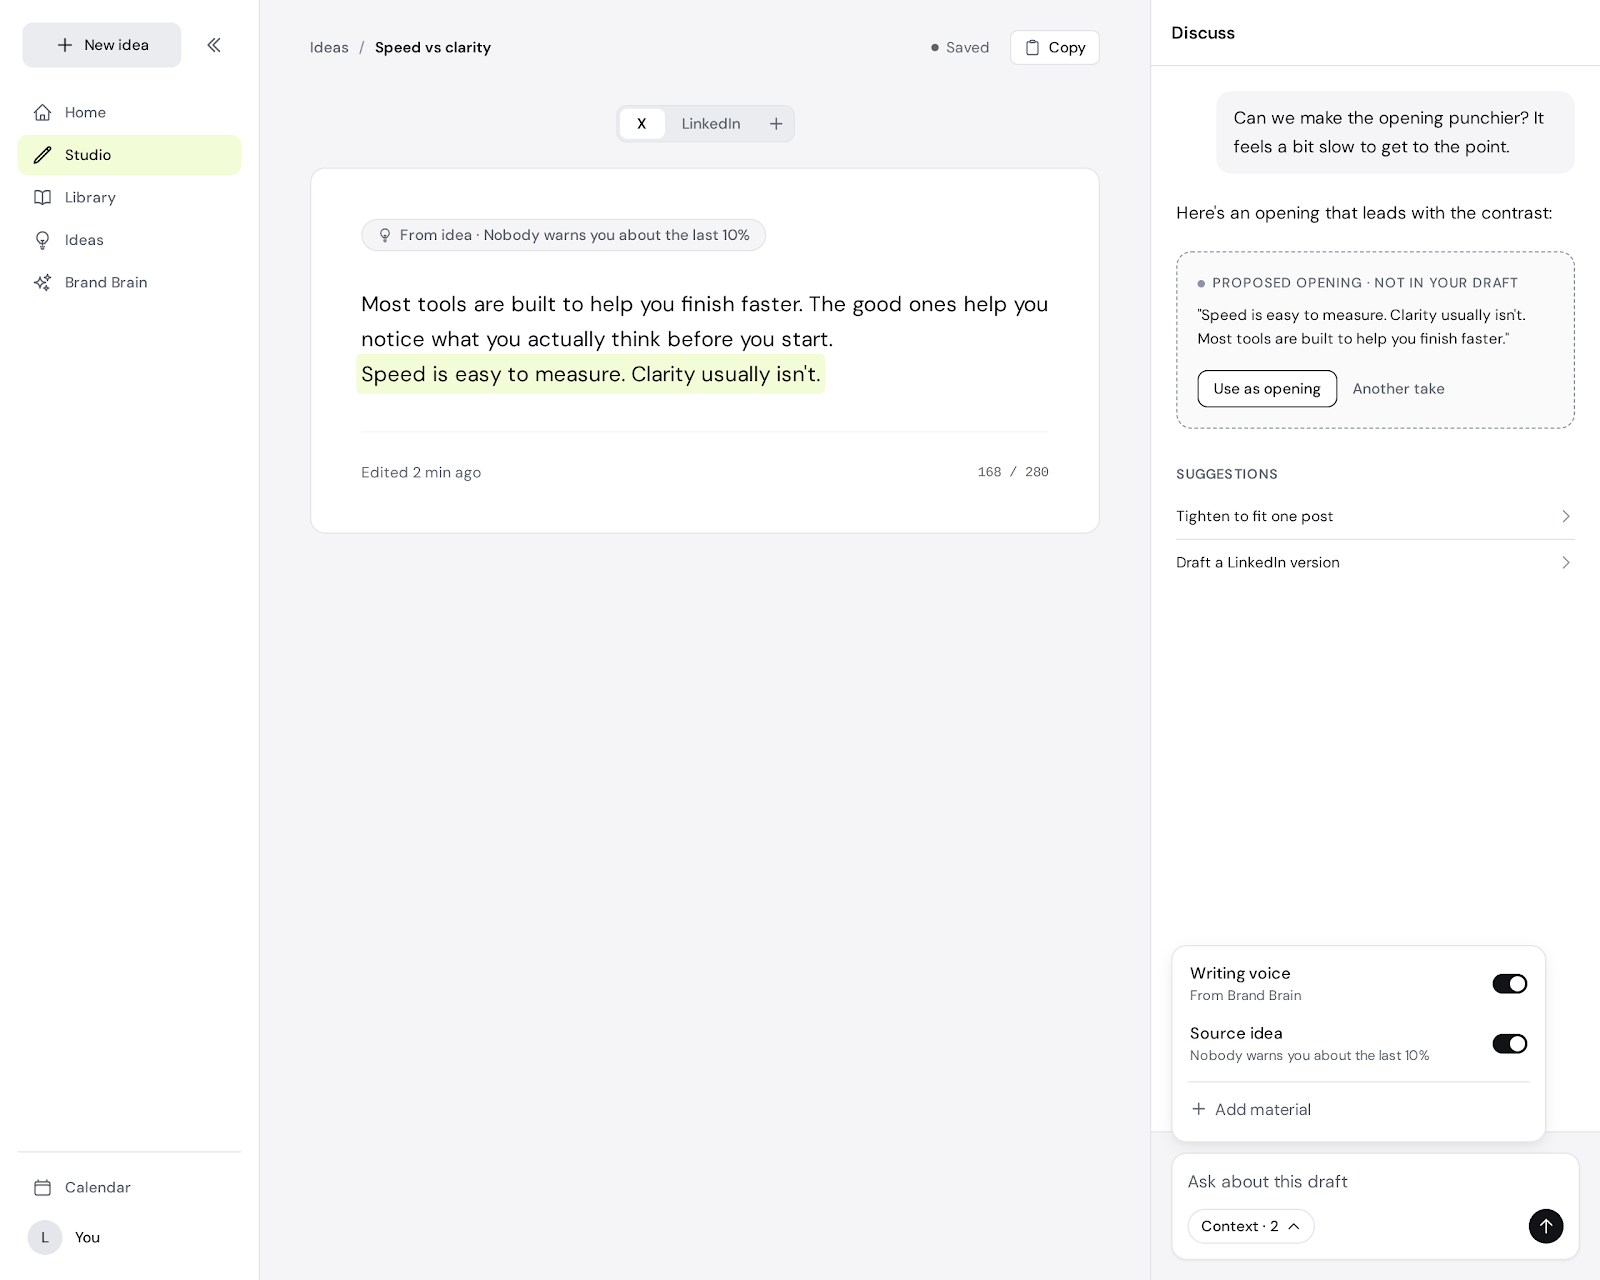 New idea
Home
Studio
Library
Ideas
Brand Brain
Calendar
L
You
Ideas / Speed vs clarity
Saved
Copy
X
LinkedIn
From idea · Nobody warns you about the last 10%
Most tools are built to help you finish faster. The good ones help you
notice what you actually think before you start.
Speed is easy to measure. Clarity usually isn't.
Edited 2 min ago
168 / 280
Discuss
Can we make the opening punchier? It
feels a bit slow to get to the point.
Here's an opening that leads with the contrast:
PROPOSED OPENING · NOT IN YOUR DRAFT
"Speed is easy to measure. Clarity usually isn't.
Most tools are built to help you finish faster."
Use as opening
Another take
SUGGESTIONS
Tighten to fit one post
Draft a LinkedIn version
Writing voice
From Brand Brain
Source idea
Nobody warns you about the last 10%
Add material
Ask about this draft
Context · 2